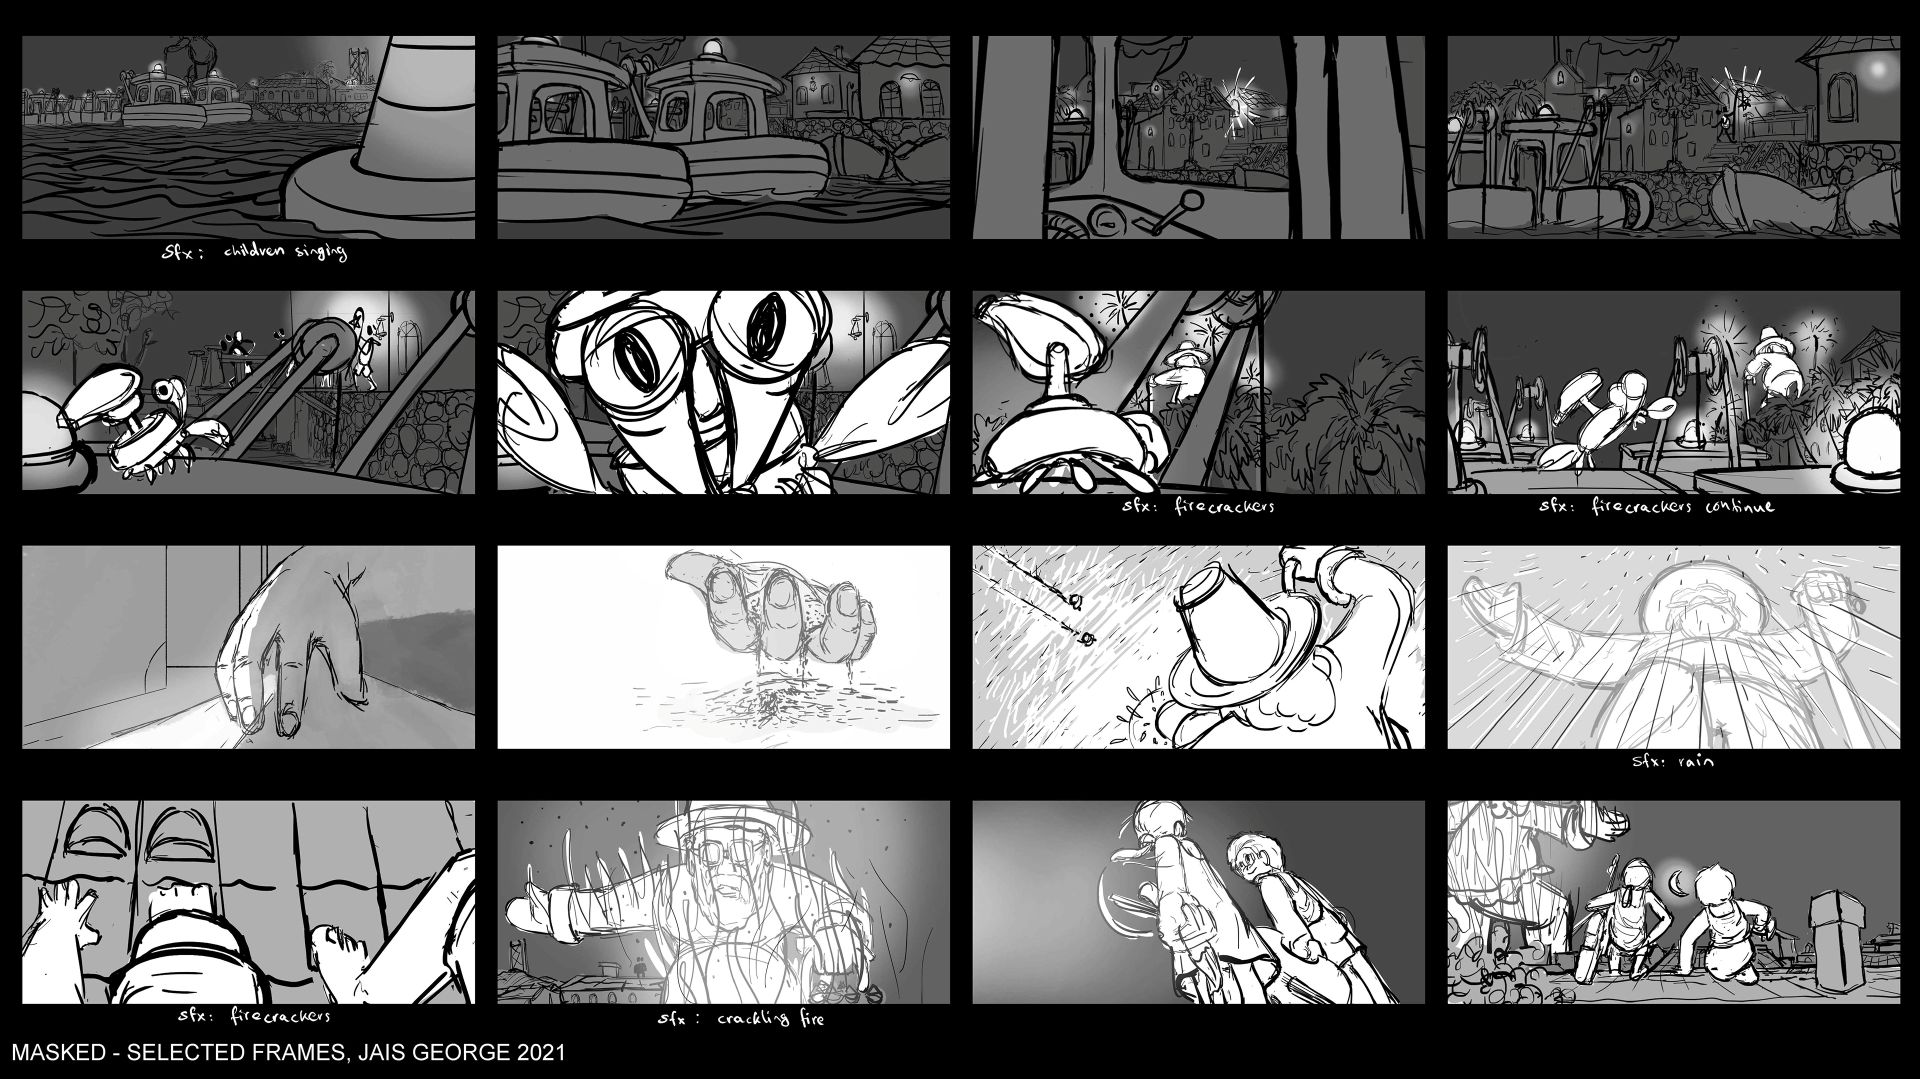 sfx: children singing
sfx: firecrackers
sfx: firecrackers continue
sfx: rain
sfx: firecrackers
sfx: crackling fire
MASKED - SELECTED FRAMES, JAIS GEORGE 2021